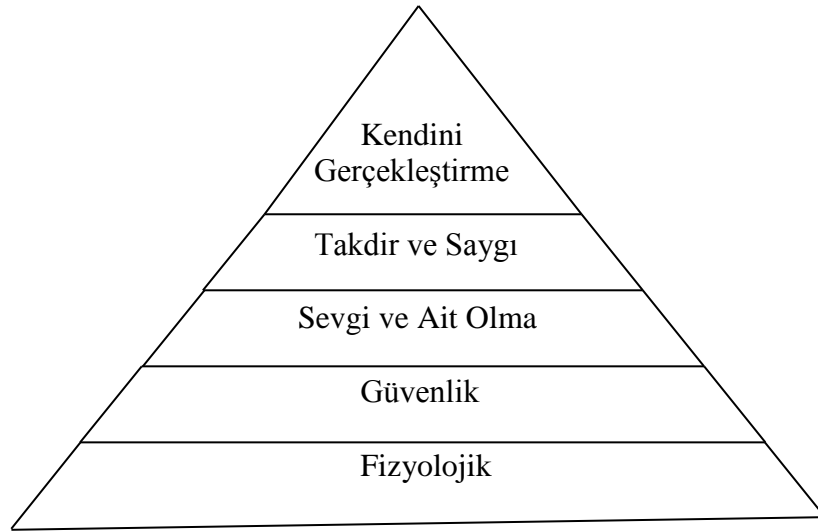 Kendini
Gerçekleştirme
Takdir ve Saygı
Sevgi ve Ait Olma
Güvenlik
Fizyolojik